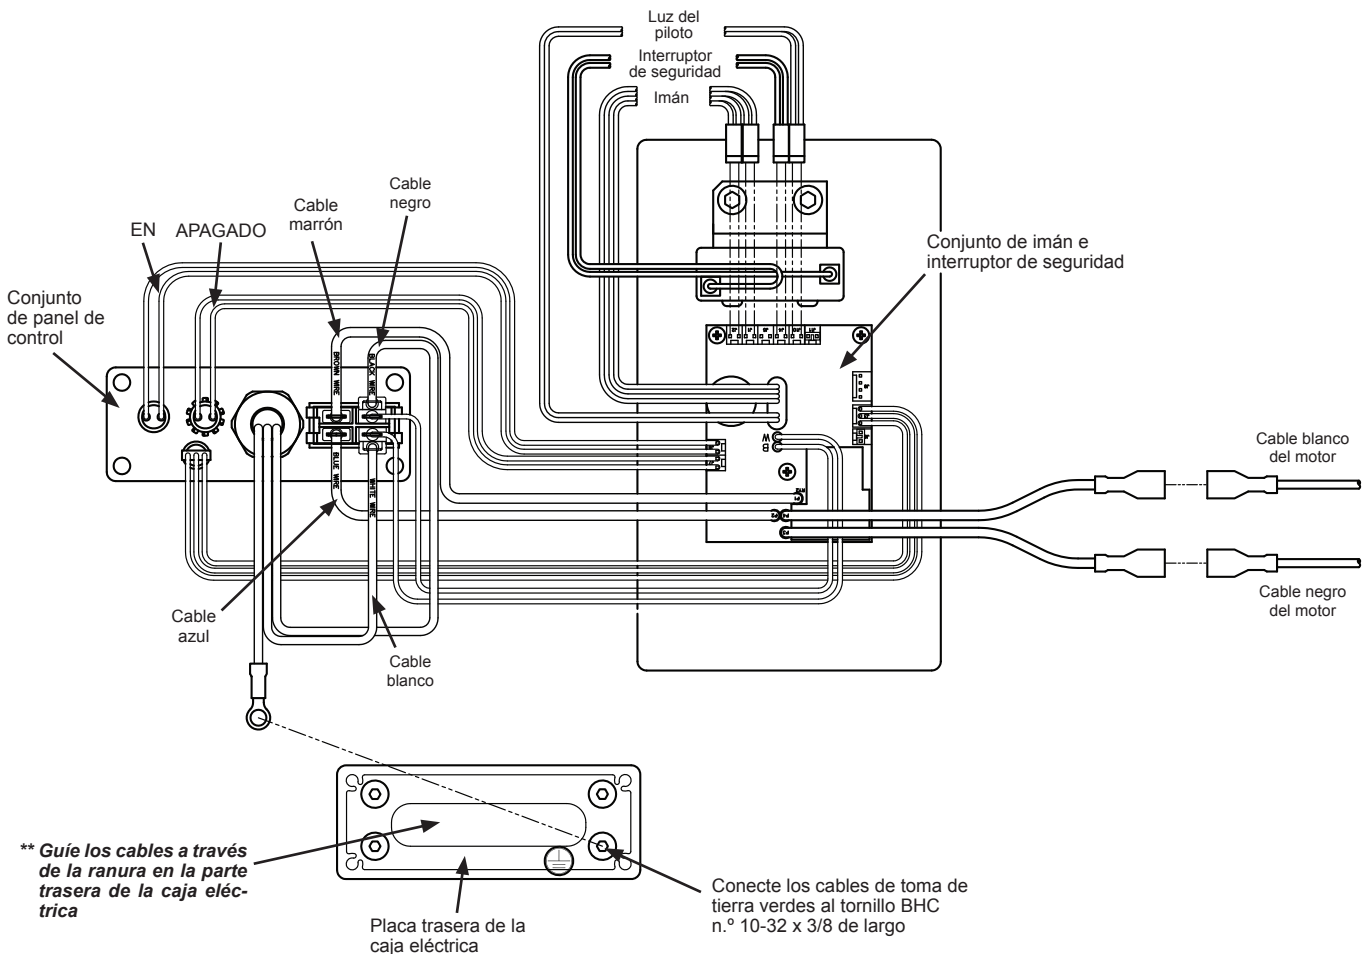 Luz del
piloto
Interruptor
de seguridad
Imán
Cable
negro
Cable
marrón
EN
APAGADO
Conjunto de imán e
interruptor de seguridad
Conjunto
de panel de
control
BROWN WIRE
BLACK WIRE
BLUE WIRE
WHITE WIRE
W
B
Cable blanco
del motor
Cable negro
del motor
Cable
azul
Cable
blanco
** Guíe los cables a través
de la ranura en la parte
trasera de la caja eléc-
trica
Placa trasera de la
caja eléctrica
Conecte los cables de toma de
tierra verdes al tornillo BHC
n.º 10-32 x 3/8 de largo